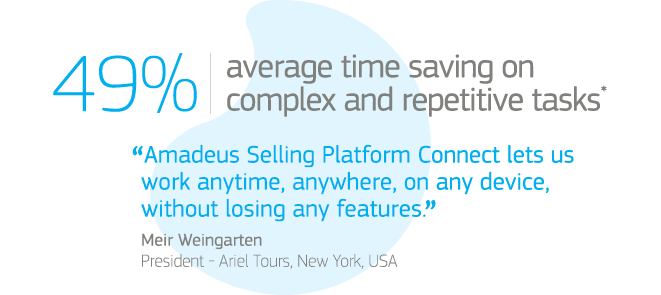 49%
average time saving on
complex and repetitive tasks*
“Amadeus Selling Platform Connect lets us
work anytime, anywhere, on any device,
without losing any features.”
Meir Weingarten
President - Ariel Tours, New York, USA